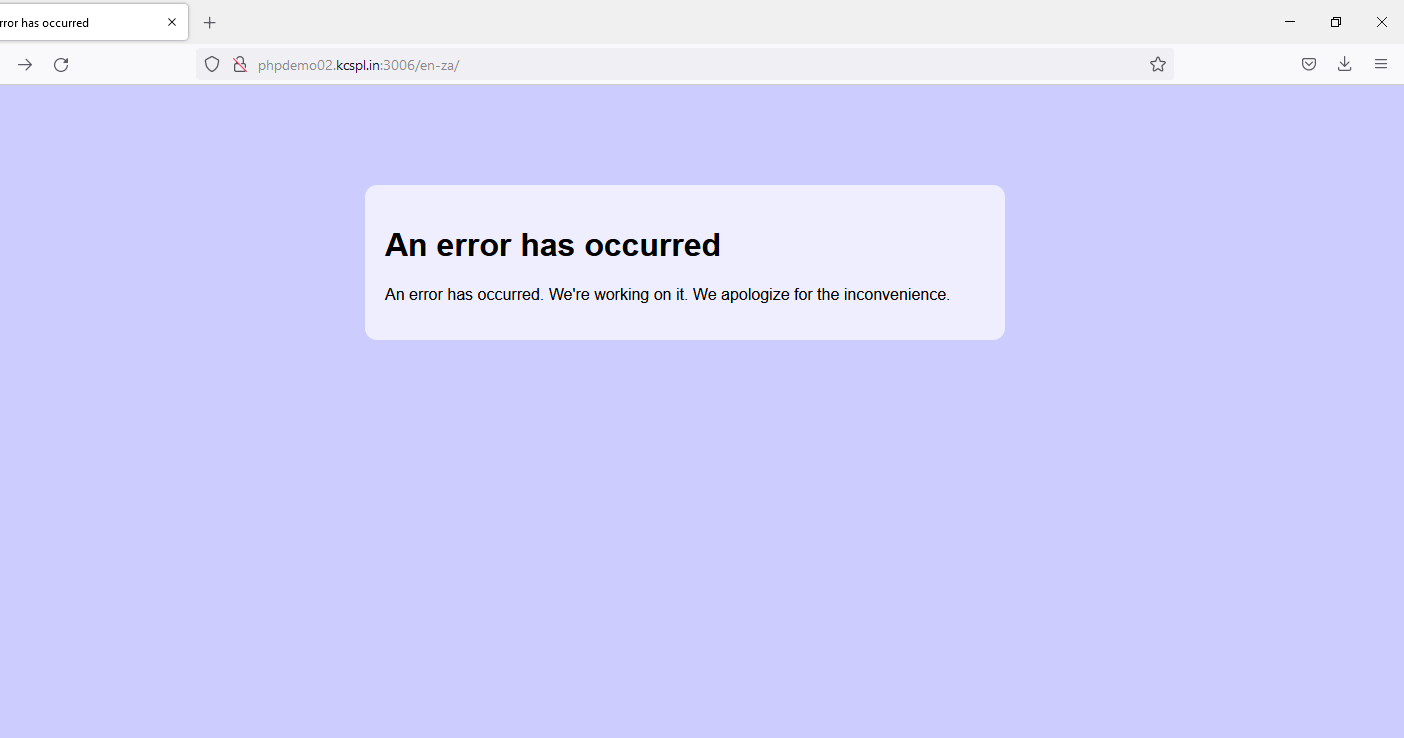 rror has occurred
phpdemo02.kcspl.in:3006/en-za/
An error has occurred
An error has occurred. We're working on it. We apologize for the inconvenience.